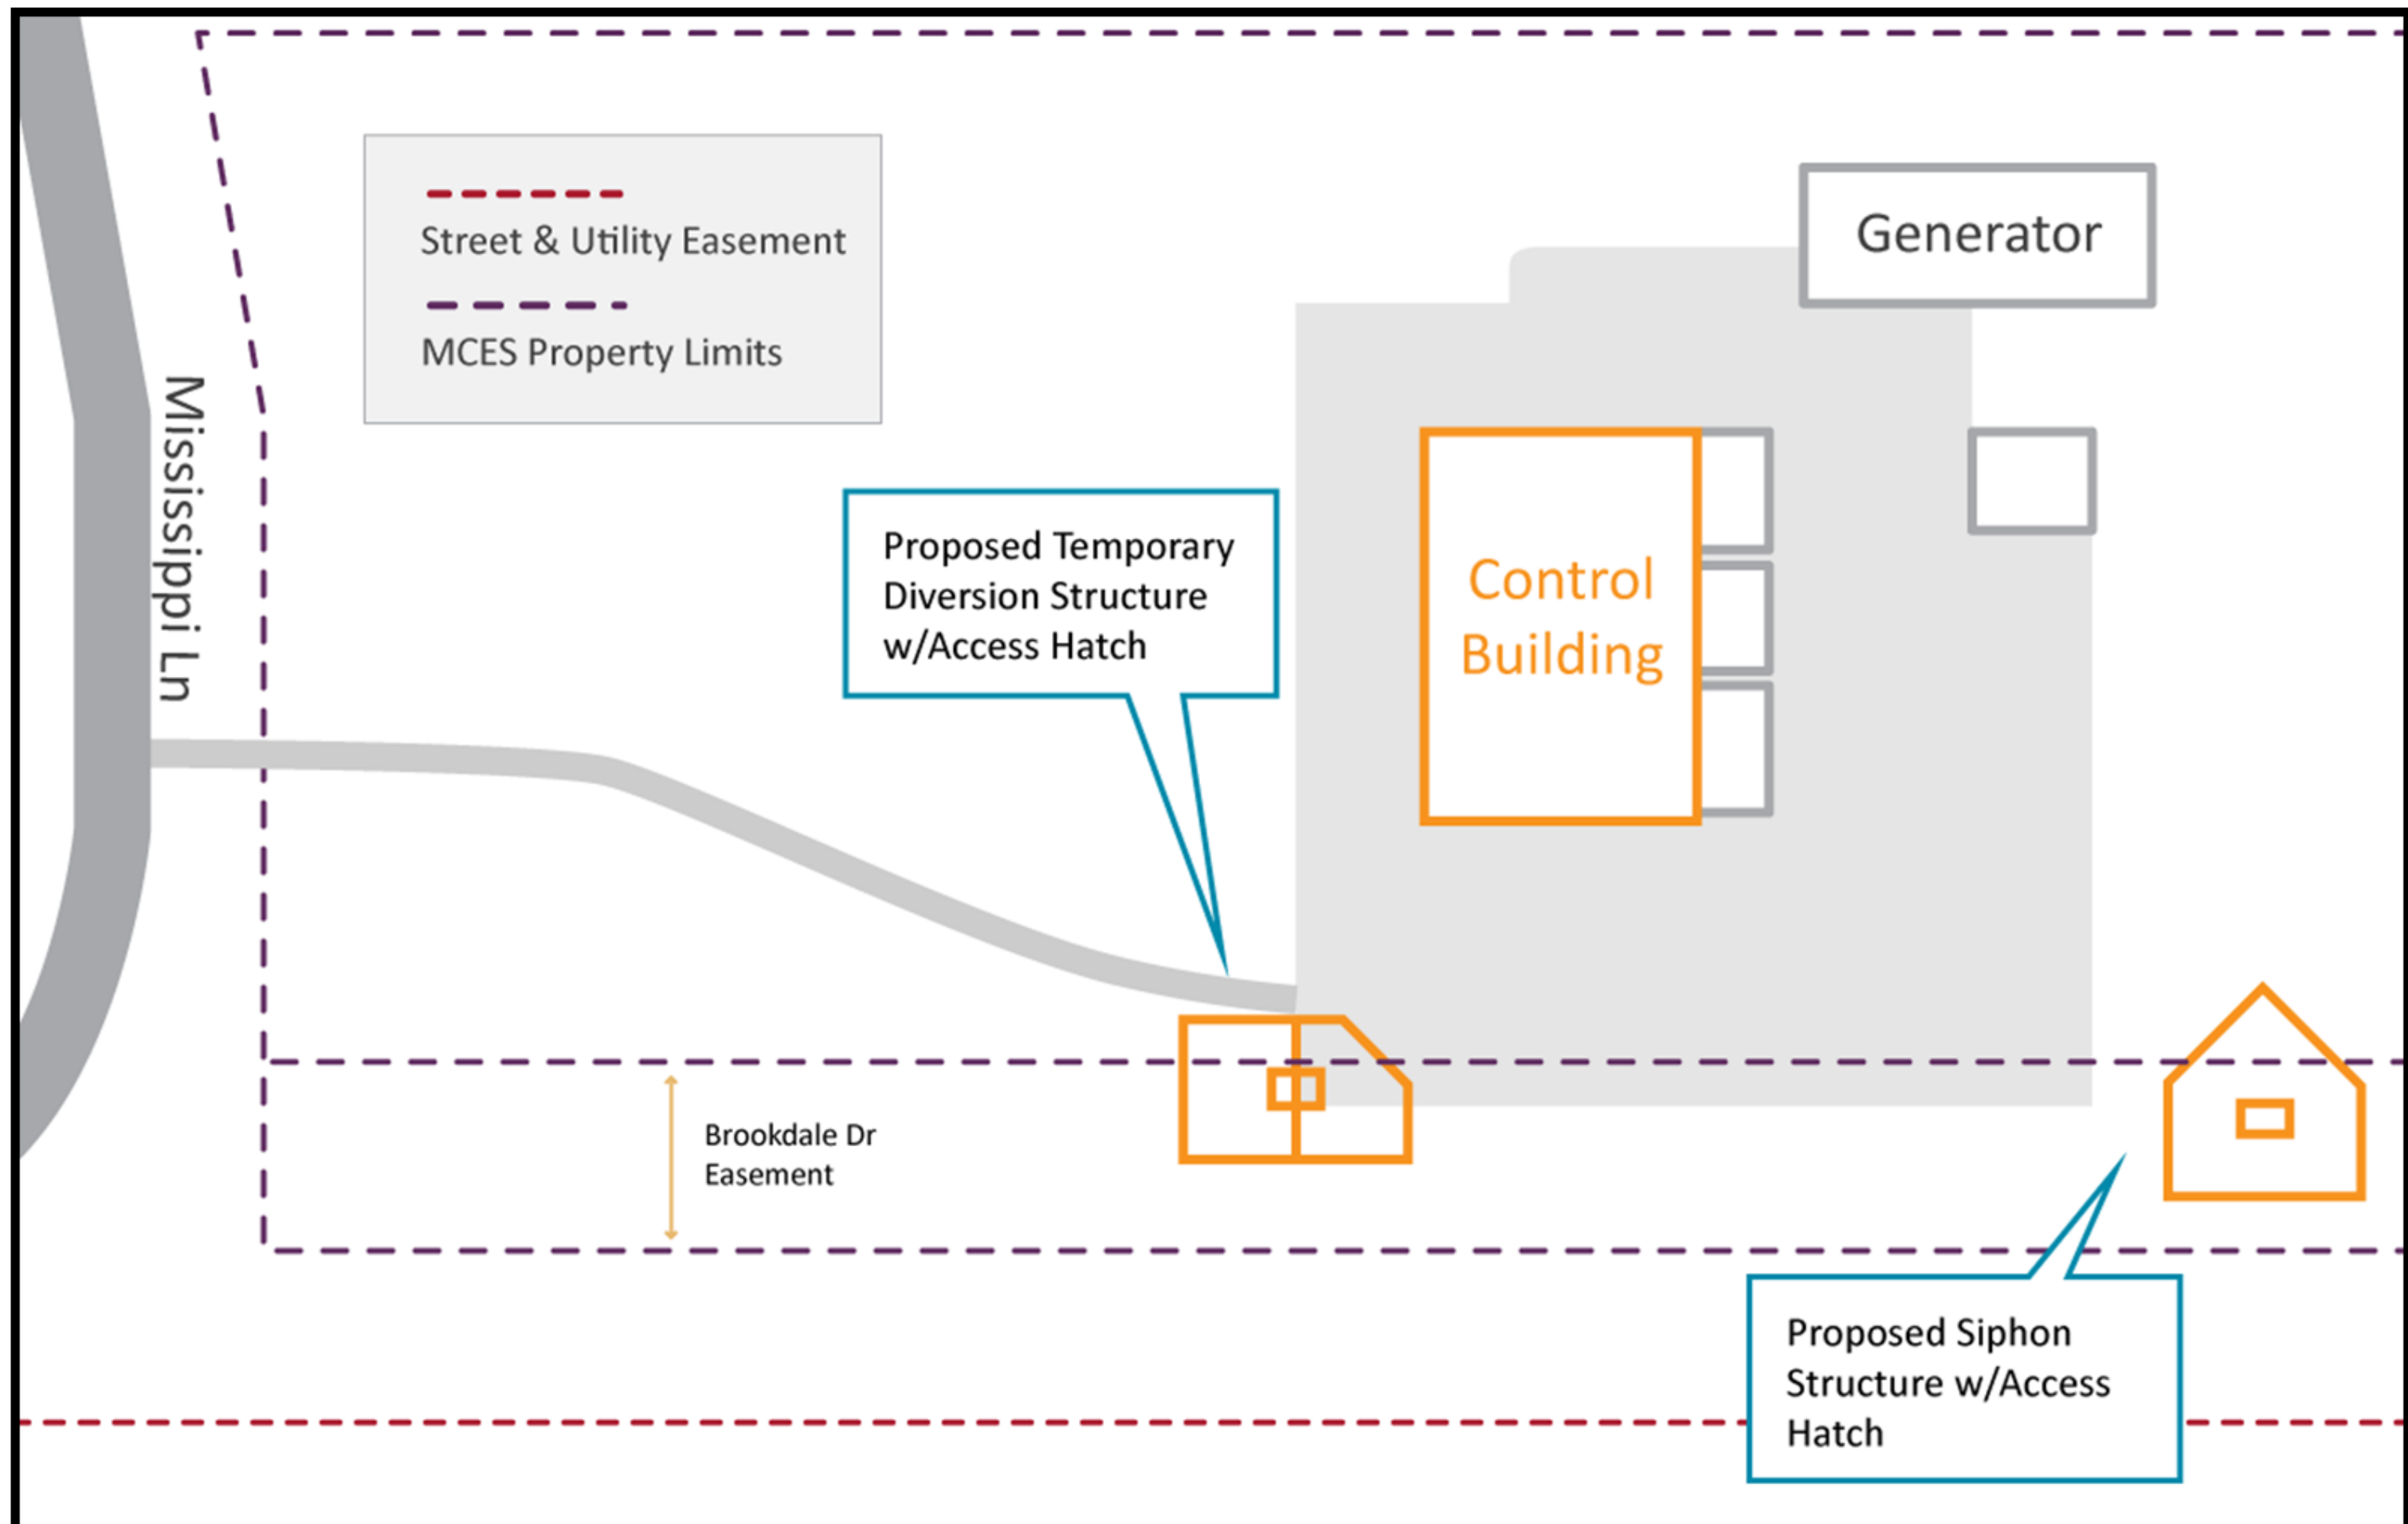 Street & Utility Easement
MCES Property Limits
Generator
Mississippi Ln
Proposed Temporary
Diversion Structure
w/Access Hatch
Control
Building
Brookdale Dr
Easement
Proposed Siphon
Structure w/Access
Hatch